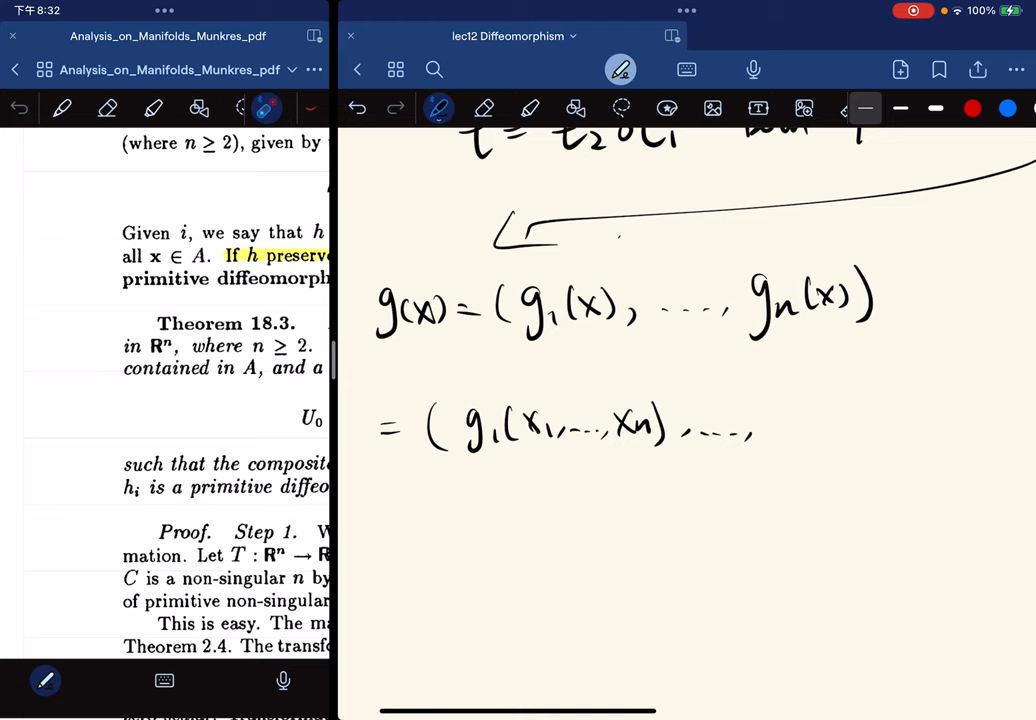 下午8:32
100%
Analysis_on_Manifolds_Munkres_pdf
Analysis_on_Manifolds_Munkres_pdf
(where n ≥ 2), given by
Given i, we say that h
all x ∈ A. If h preserve
primitive diffeomorph
Theorem 18.3.
in Rⁿ, where n ≥ 2.
contained in A, and a
U₀
such that the composite
hᵢ is a primitive diffeo
Proof. Step 1. W
mation. Let T : Rⁿ → R
C is a non-singular n by
of primitive non-singular
This is easy. The ma
Theorem 2.4. The transfo
lec12 Diffeomorphism
t = t₂ ∘ t₁
g(x) = (g₁(x), ...., gₙ(x))
= (g₁(x₁,...,xₙ), ....,